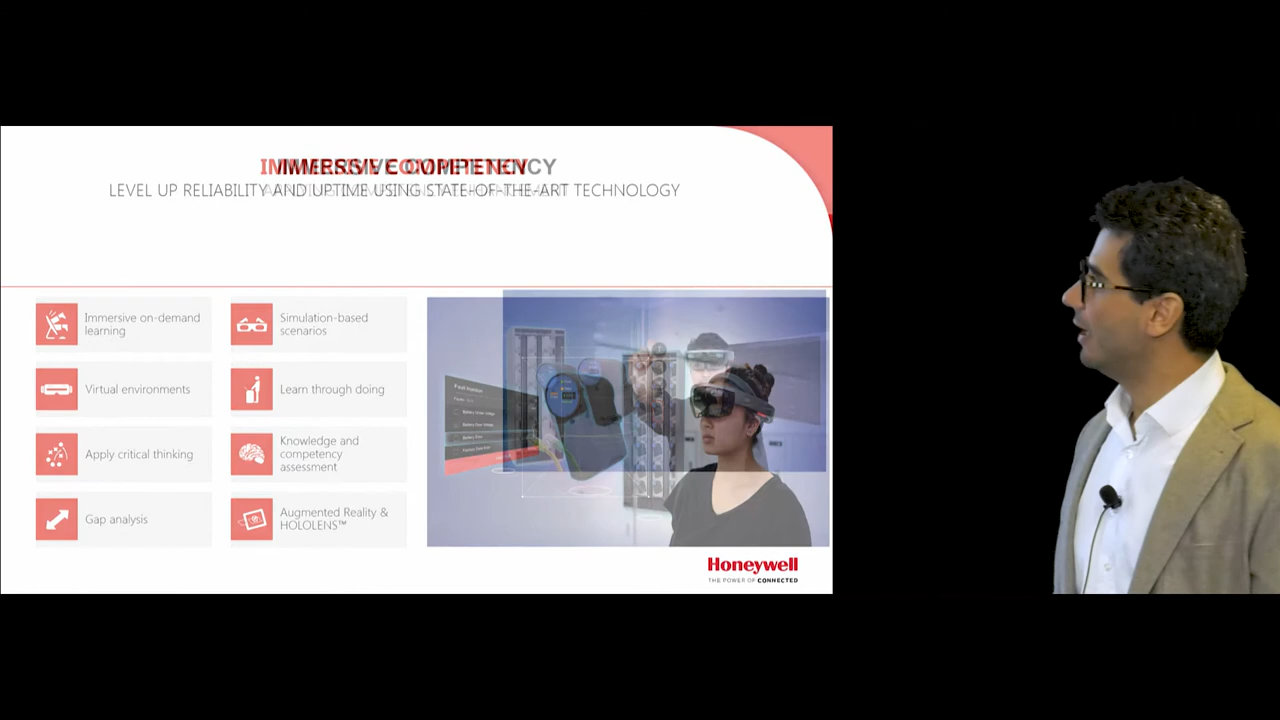 IMMERSIVE COMPETENCY
LEVEL UP RELIABILITY AND UPTIME USING STATE-OF-THE-ART TECHNOLOGY
Immersive on-demand
learning
Simulation-based
scenarios
Virtual environments
Learn through doing
Apply critical thinking
Knowledge and
competency
assessment
Gap analysis
Augmented Reality &
HOLOLENS™
Honeywell
THE POWER OF CONNECTED